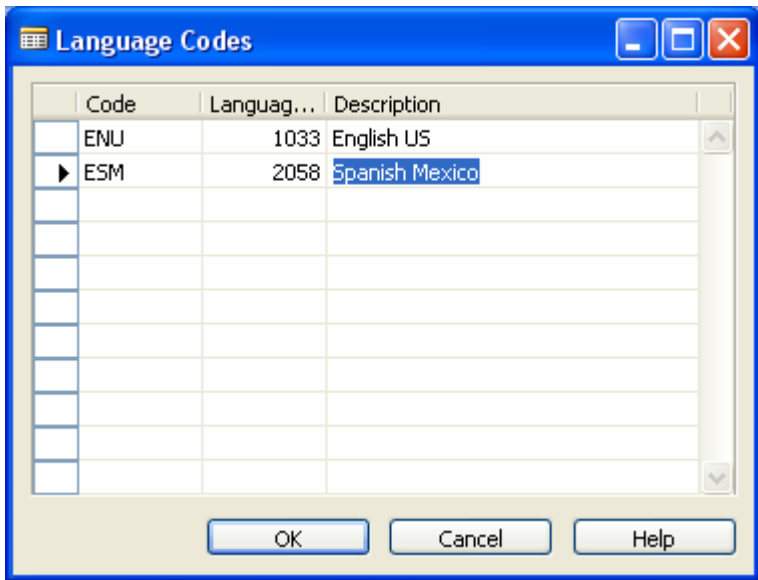 Language Codes
Code Languag... Description
ENU 1033 English US
ESM 2058 Spanish Mexico
OK Cancel Help